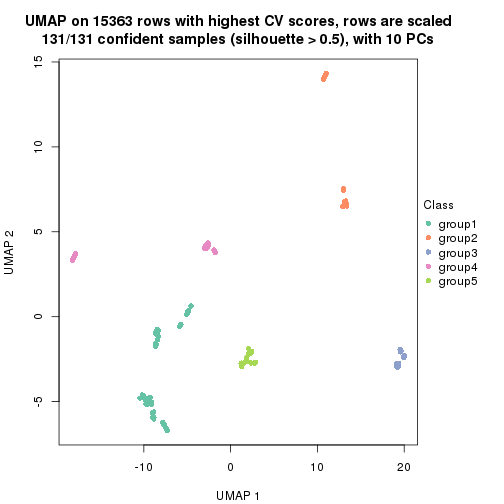 UMAP on 15363 rows with highest CV scores, rows are scaled
131/131 confident samples (silhouette > 0.5), with 10 PCs
15
10
5
0
-5
UMAP 2
-10
0
10
20
UMAP 1
Class
group1
group2
group3
group4
group5